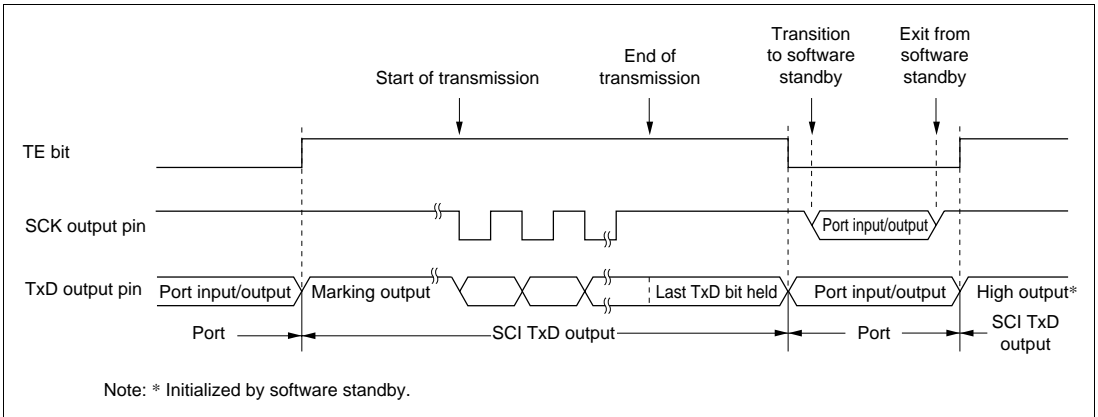 Transition
to software
standby
Exit from
software
standby
End of
transmission
Start of transmission
TE bit
SCK output pin
Port input/output
TxD output pin
Port input/output
Marking output
Last TxD bit held
Port input/output
High output*
Port
SCI TxD output
Port
SCI TxD
output
Note: * Initialized by software standby.